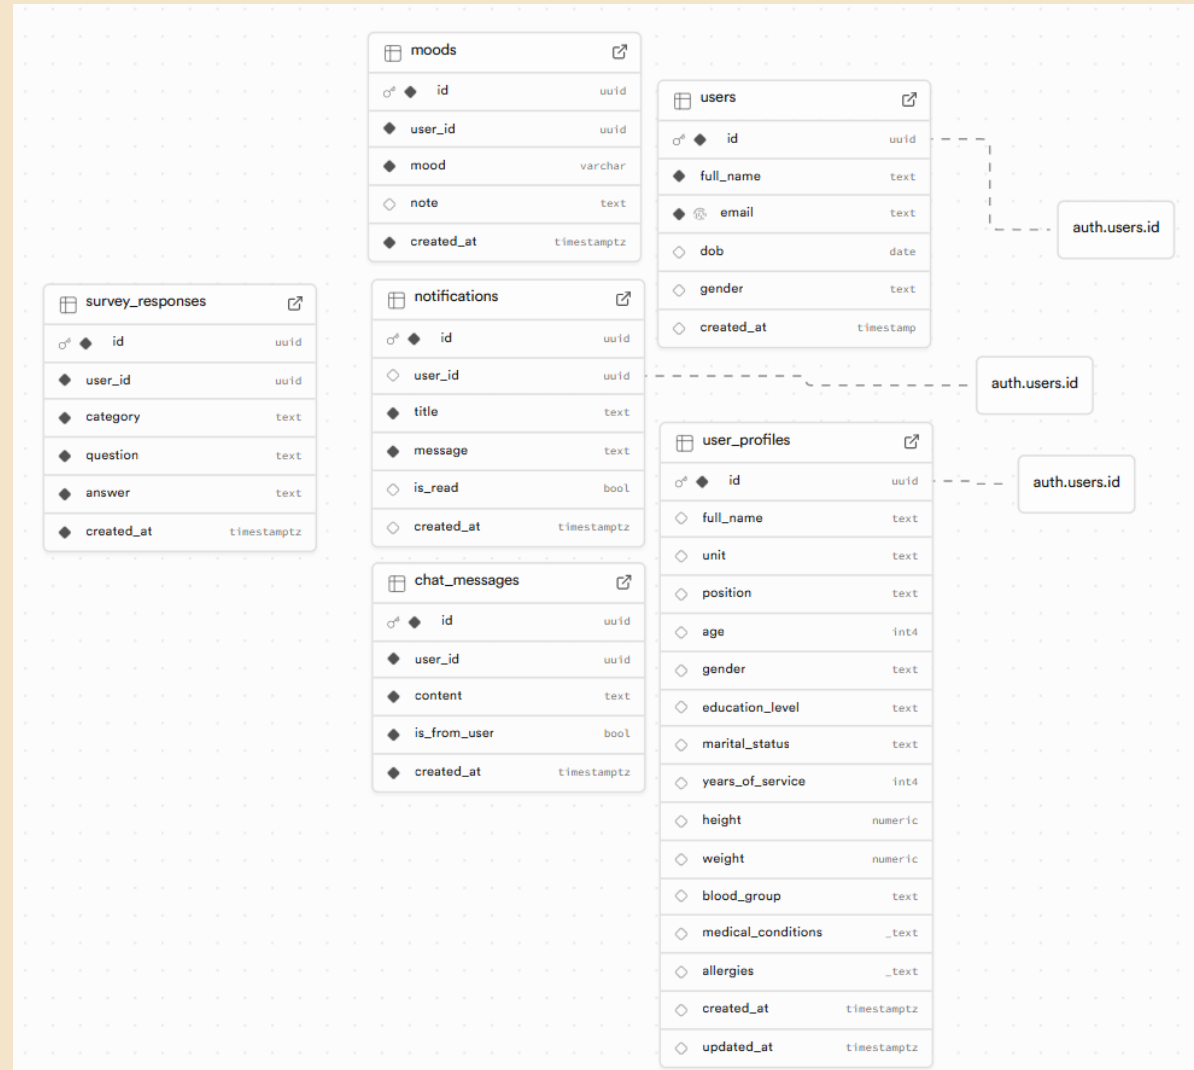 moods
id uuid
user_id uuid
mood varchar
note text
created_at timestamptz
users
id uuid
full_name text
email text
dob date
gender text
created_at timestamp
auth.users.id
survey_responses
id uuid
user_id uuid
category text
question text
answer text
created_at timestamptz
notifications
id uuid
user_id uuid
title text
message text
is_read bool
created_at timestamptz
auth.users.id
user_profiles
id uuid
full_name text
unit text
position text
age int4
gender text
education_level text
marital_status text
years_of_service int4
height numeric
weight numeric
blood_group text
medical_conditions _text
allergies _text
created_at timestamptz
updated_at timestamptz
auth.users.id
chat_messages
id uuid
user_id uuid
content text
is_from_user bool
created_at timestamptz